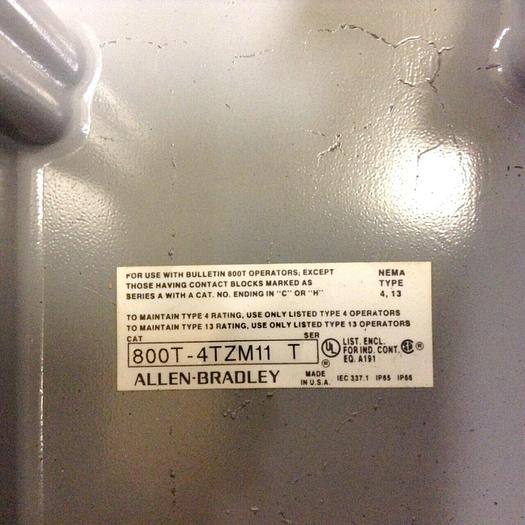 FOR USE WITH BULLETIN 800T OPERATORS; EXCEPT
THOSE HAVING CONTACT BLOCKS MARKED AS
SERIES A WITH A CAT. NO. ENDING IN "C" OR "H"
NEMA
TYPE
4, 13
TO MAINTAIN TYPE 4 RATING, USE ONLY LISTED TYPE 4 OPERATORS
TO MAINTAIN TYPE 13 RATING, USE ONLY LISTED TYPE 13 OPERATORS
CAT SER
800T-4TZM11 T
UL ®
LIST. ENCL.
FOR IND. CONT.
EQ. A191
SA ®
ALLEN-BRADLEY
MADE
IN U.S.A.
IEC 337.1 IP65 IP66